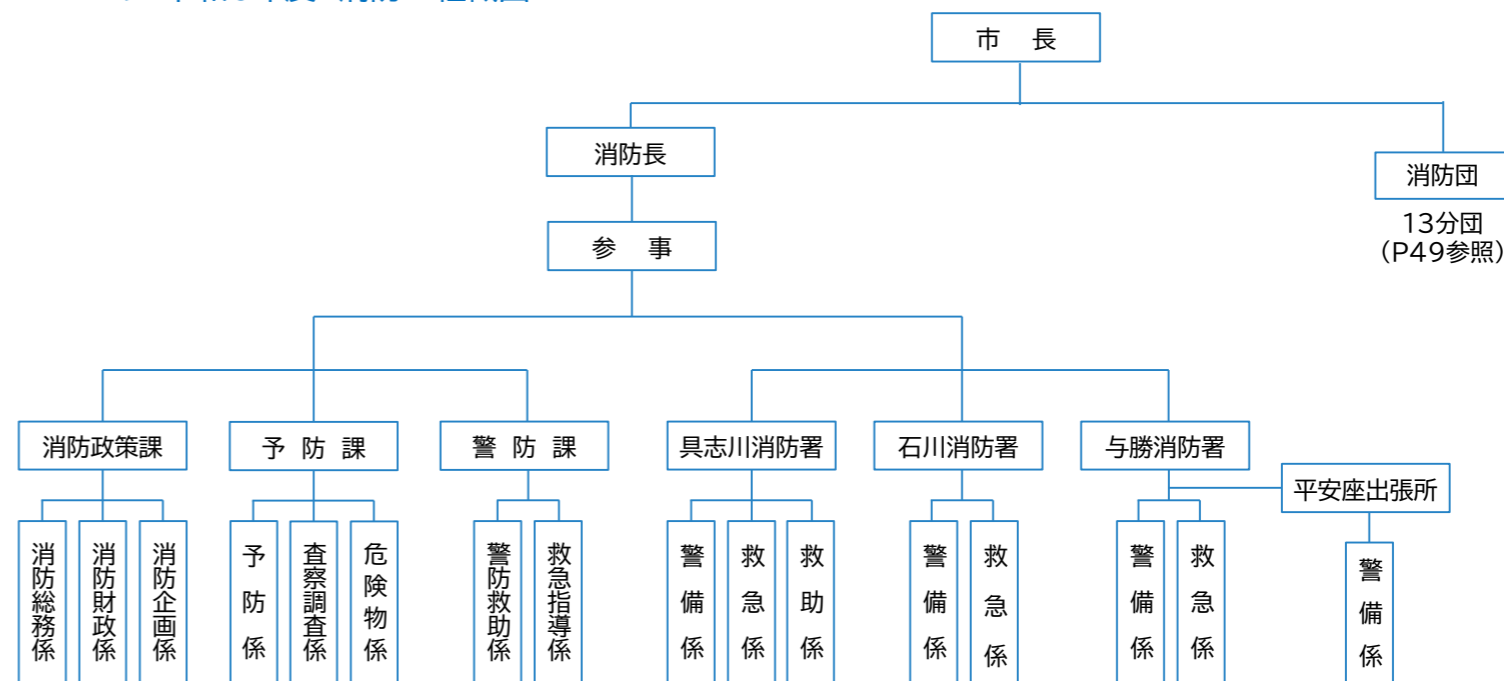 市 長
消防長
消防団
13分団
(P49参照)
参 事
消防政策課
予 防 課
警 防 課
具志川消防署
石川消防署
与勝消防署
平安座出張所
消防総務係
消防財政係
消防企画係
予防係
査察調査係
危険物係
警防救助係
救急指導係
警備係
救急係
救助係
警備係
救急係
警備係
救急係
警備係